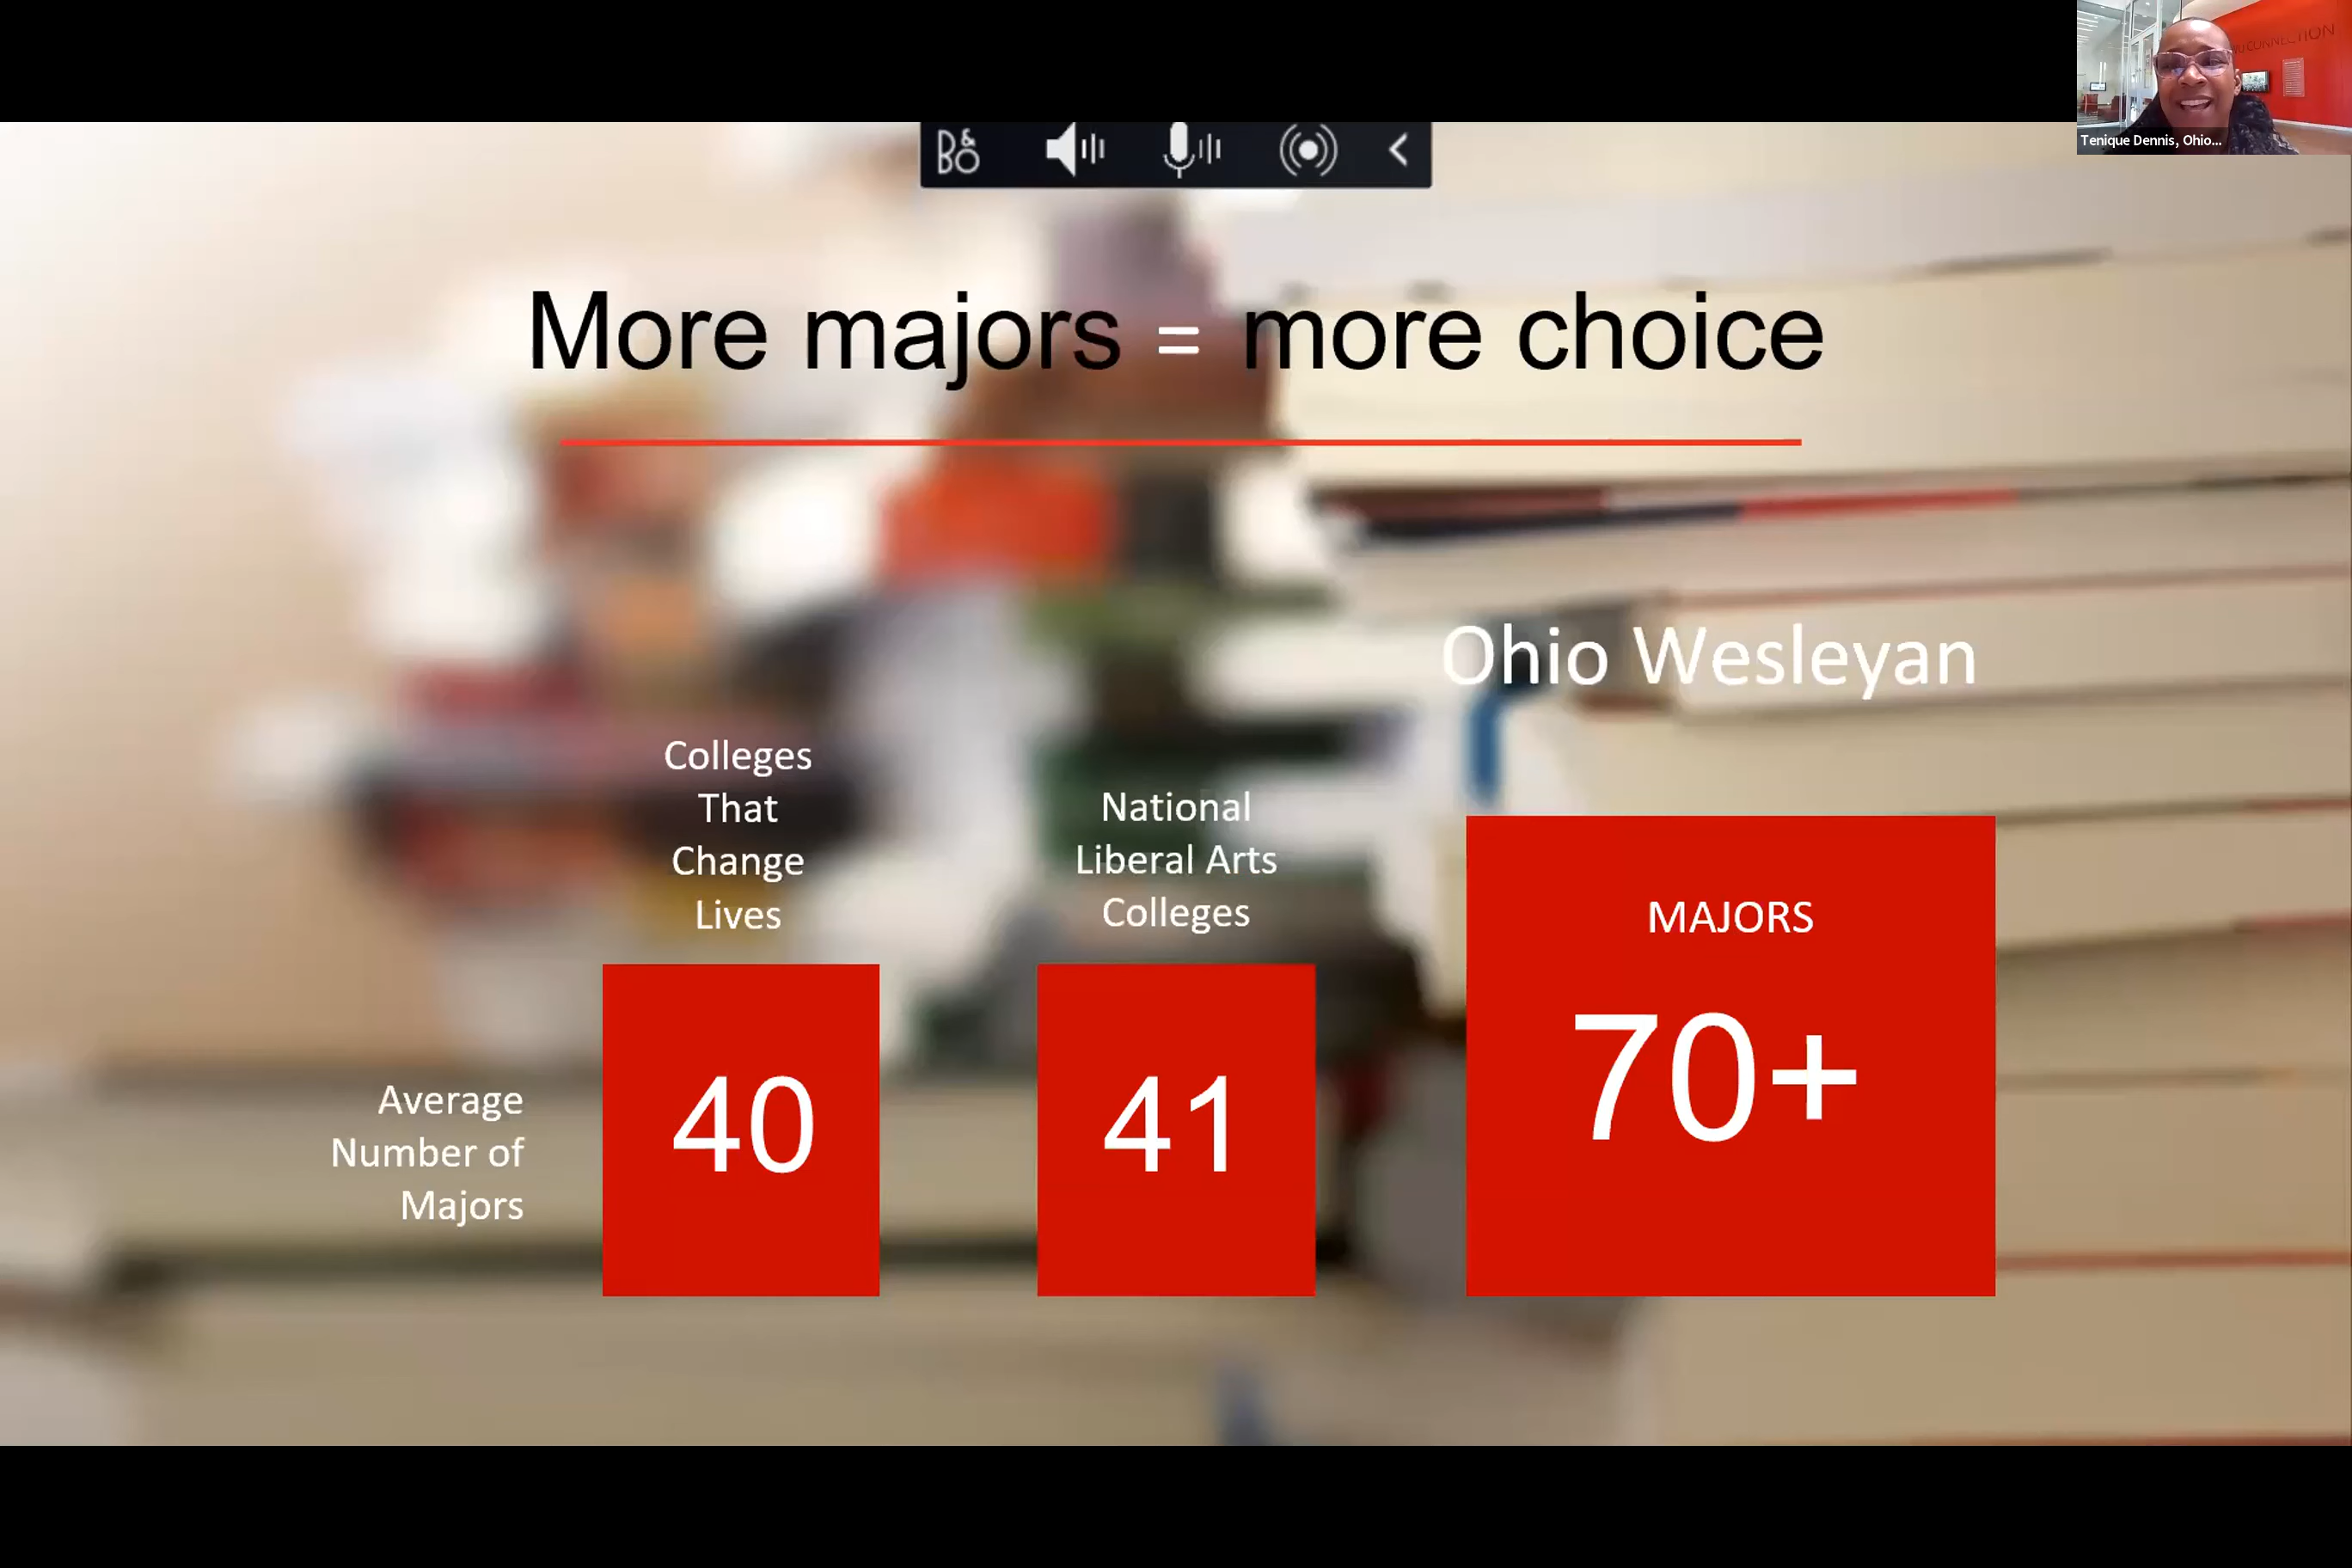 B&O
CONNECTION
Tenique Dennis, Ohio...
More majors = more choice
Ohio Wesleyan
Colleges
That
Change
Lives
National
Liberal Arts
Colleges
MAJORS
70+
Average
Number of
Majors
40
41